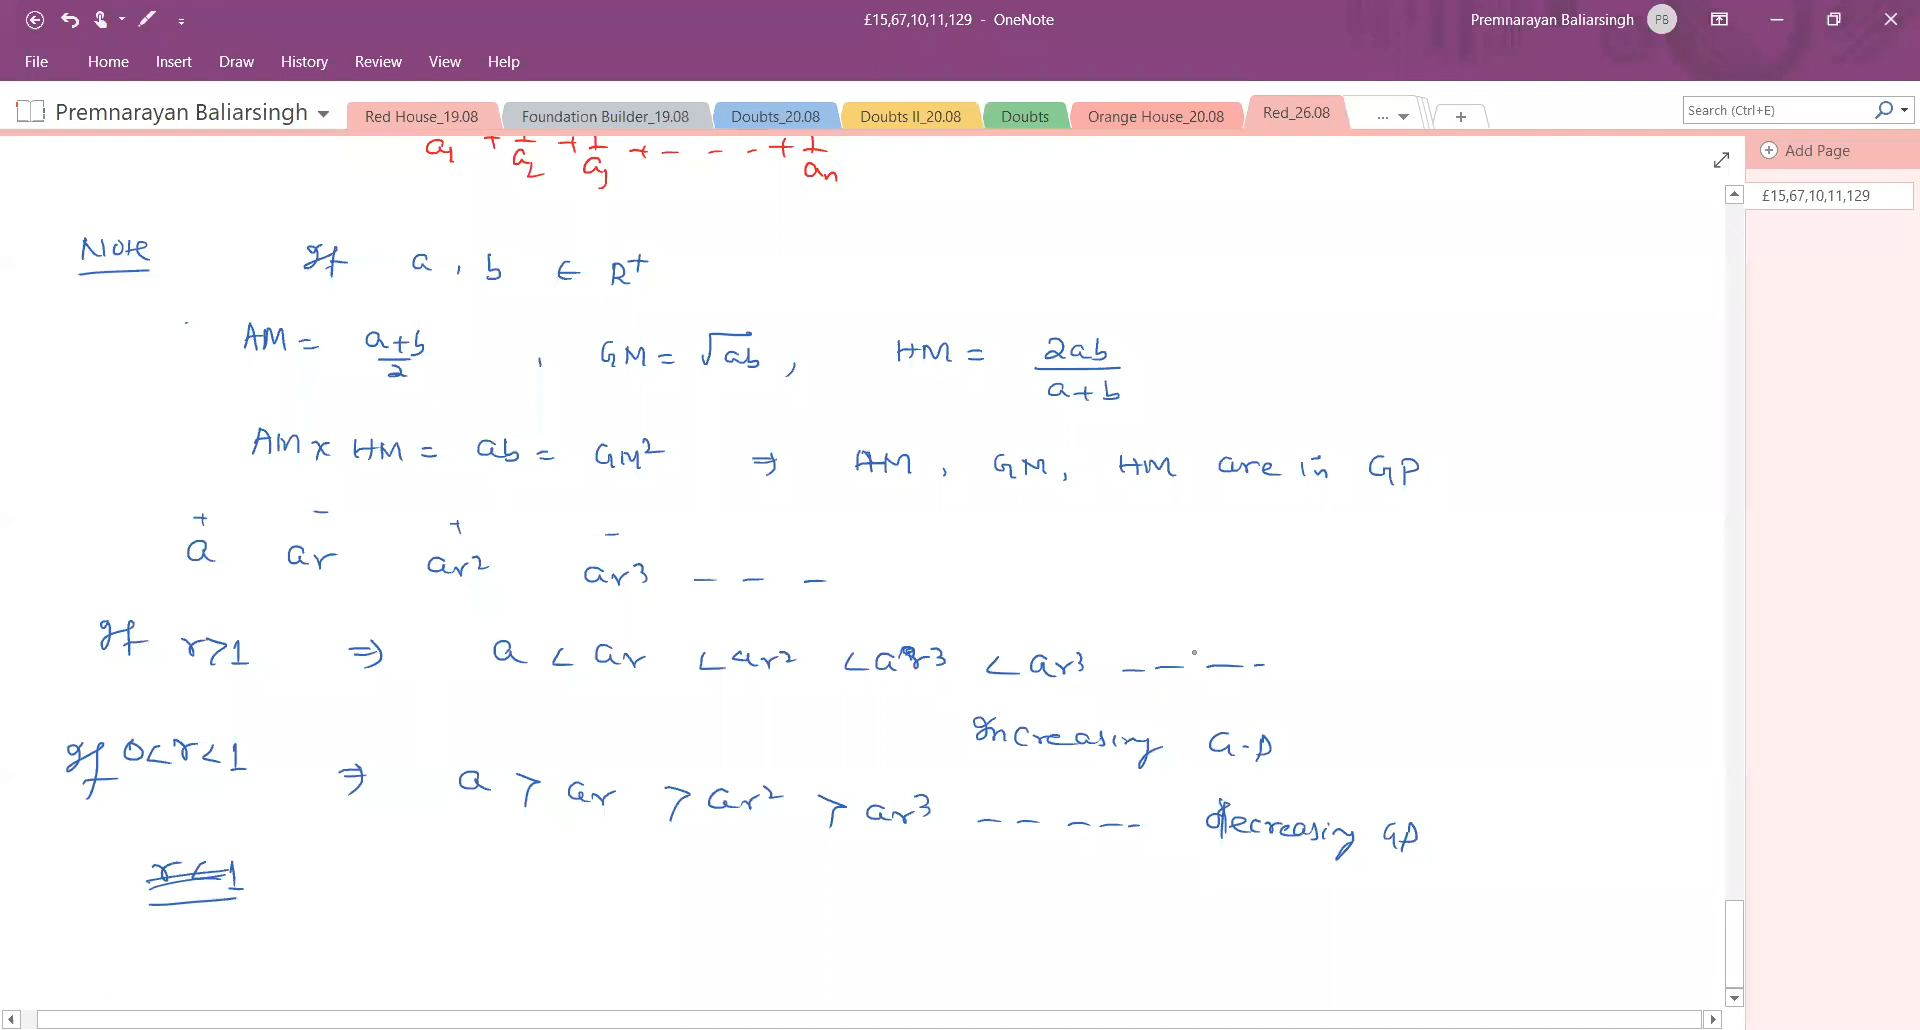 £15,67,10,11,129 - OneNote
Premnarayan Baliarsingh PB
File Home Insert Draw History Review View Help
Premnarayan Baliarsingh
Red House_19.08 Foundation Builder_19.08 Doubts_20.08 Doubts II_20.08 Doubts Orange House_20.08 Red_26.08 ... +
Search (Ctrl+E)
Add Page
£15,67,10,11,129
a1 + 1/a2 + 1/a3 + - - - + 1/an
Note If a, b ∈ R+
AM = a+b/2 , GM = √ab , HM = 2ab/a+b
AM x HM = ab = GM² ⇒ AM, GM, HM are in GP
+ - + -
a ar ar² ar³ - - -
If r>1 ⇒ a < ar < ar² < ar³ < ar³ - - - -
Increasing G.P
If 0<r<1 ⇒ a > ar > ar² > ar³ - - - - - decreasing GP
r<1